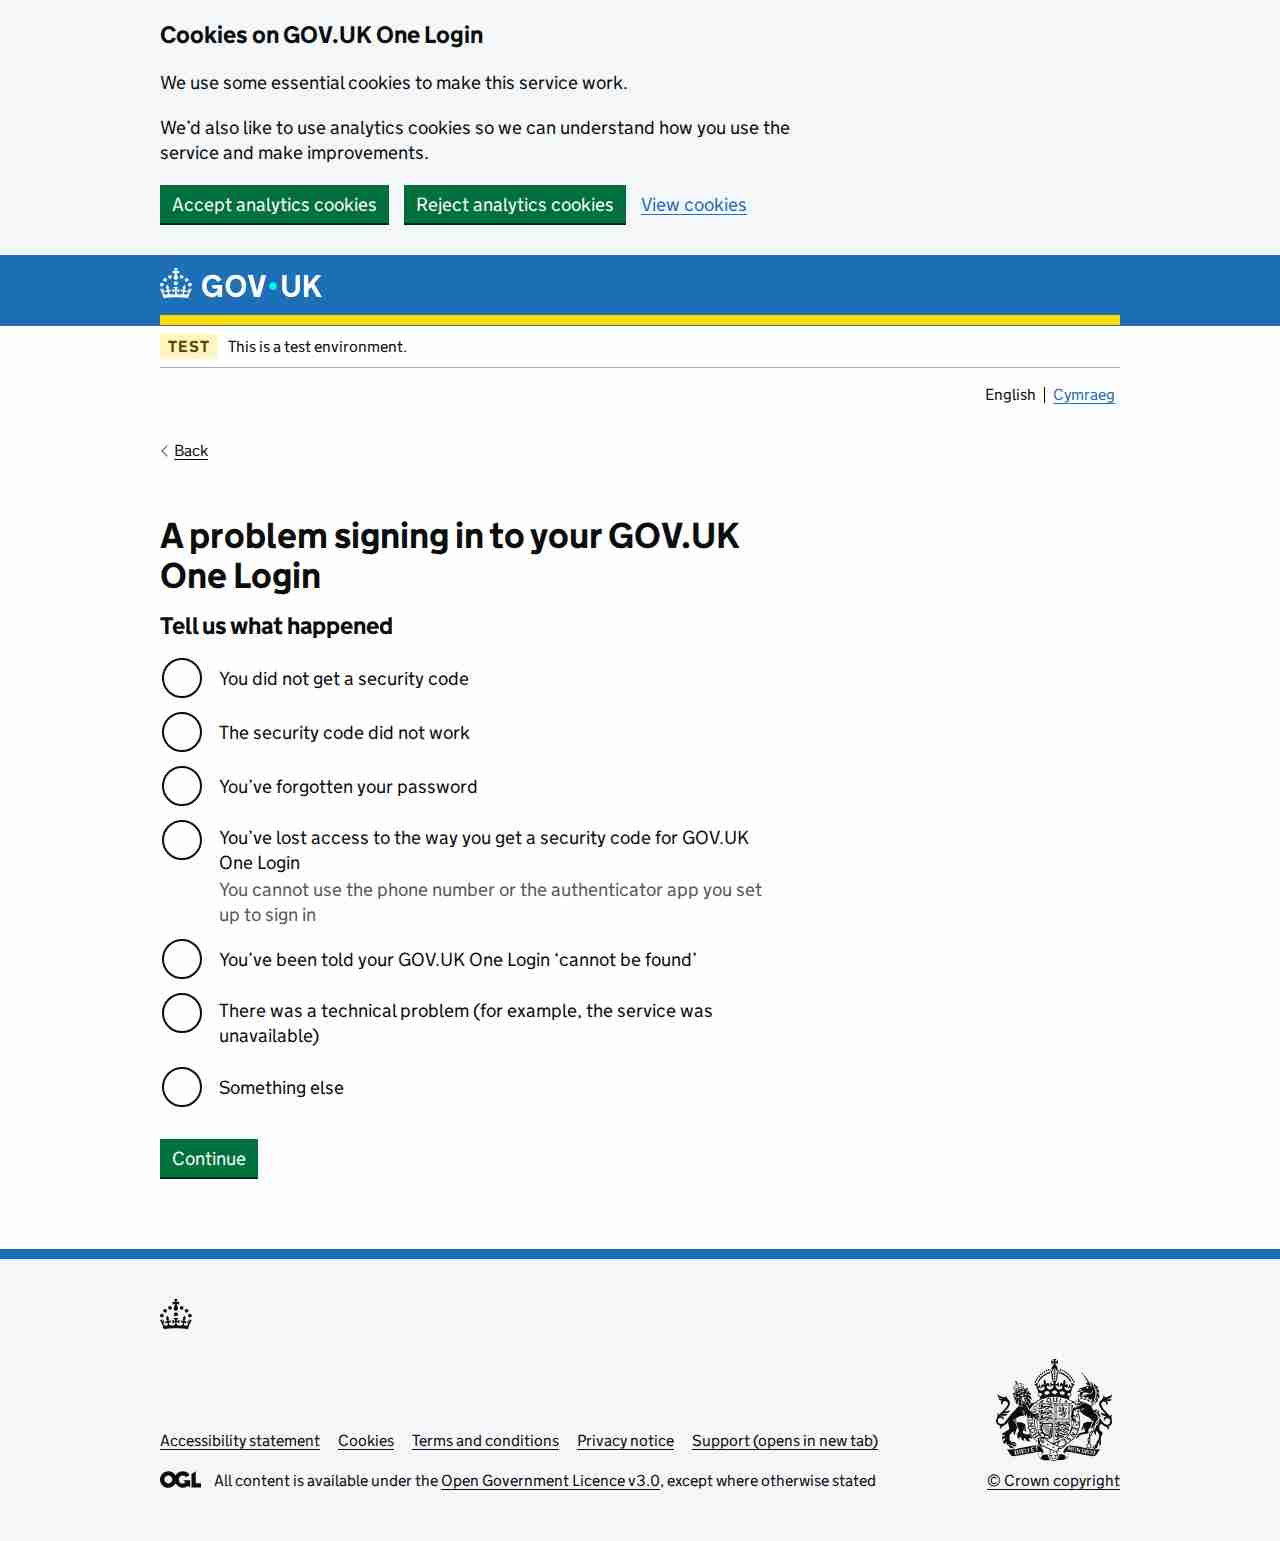 Cookies on GOV.UK One Login
We use some essential cookies to make this service work.
We’d also like to use analytics cookies so we can understand how you use the
service and make improvements.
Accept analytics cookies Reject analytics cookies View cookies
GOV·UK
TEST This is a test environment.
English Cymraeg
Back
A problem signing in to your GOV.UK
One Login
Tell us what happened
You did not get a security code
The security code did not work
You’ve forgotten your password
You’ve lost access to the way you get a security code for GOV.UK
One Login
You cannot use the phone number or the authenticator app you set
up to sign in
You’ve been told your GOV.UK One Login ‘cannot be found’
There was a technical problem (for example, the service was
unavailable)
Something else
Continue
Accessibility statement Cookies Terms and conditions Privacy notice Support (opens in new tab)
OGL All content is available under the Open Government Licence v3.0, except where otherwise stated
© Crown copyright